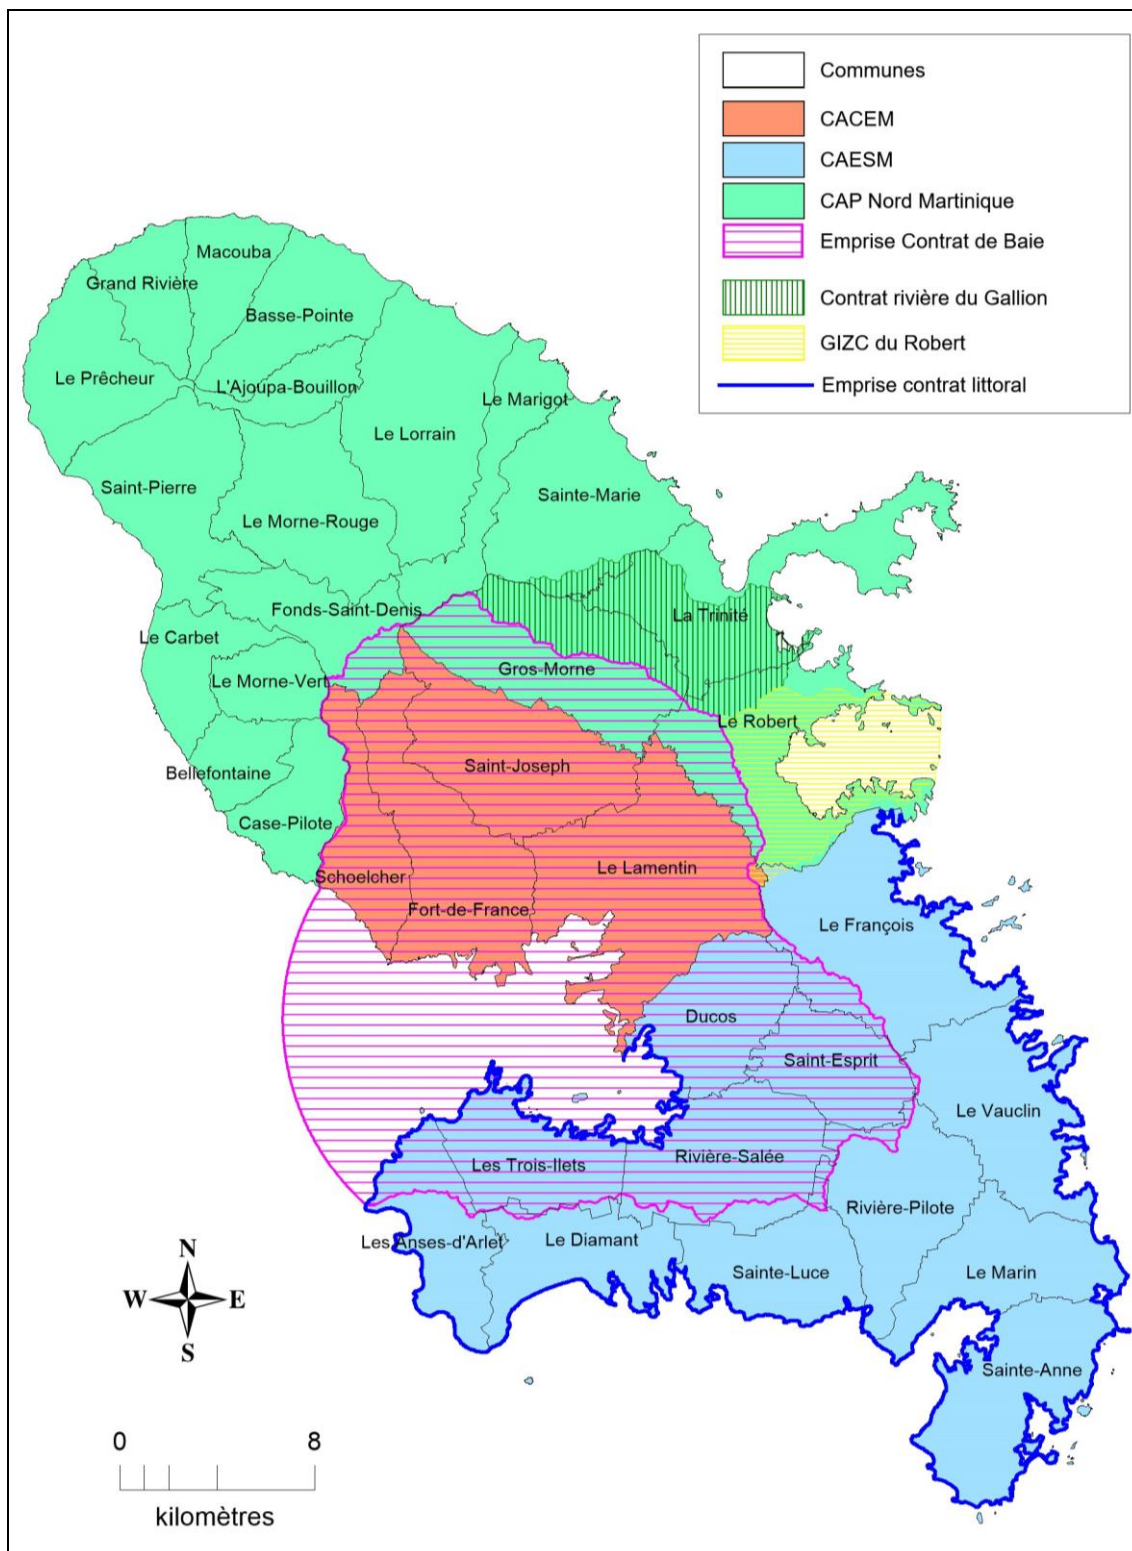 Communes
CACEM
CAESM
CAP Nord Martinique
Emprise Contrat de Baie
Contrat rivière du Gallion
GIZC du Robert
Emprise contrat littoral
Macouba
Grand Rivière
Basse-Pointe
Le Prêcheur
L'Ajoupa-Bouillon
Le Marigot
Le Lorrain
Saint-Pierre
Sainte-Marie
Le Morne-Rouge
Fonds-Saint-Denis
La Trinité
Le Carbet
Gros-Morne
Le Morne-Vert
Le Robert
Bellefontaine
Saint-Joseph
Case-Pilote
Schoelcher
Le Lamentin
Fort-de-France
Le François
Ducos
Saint-Esprit
Le Vauclin
Les Trois-Ilets
Rivière-Salée
Rivière-Pilote
Les Anses-d'Arlet
Le Diamant
Sainte-Luce
Le Marin
Sainte-Anne
N
W E
S
0 8
kilomètres